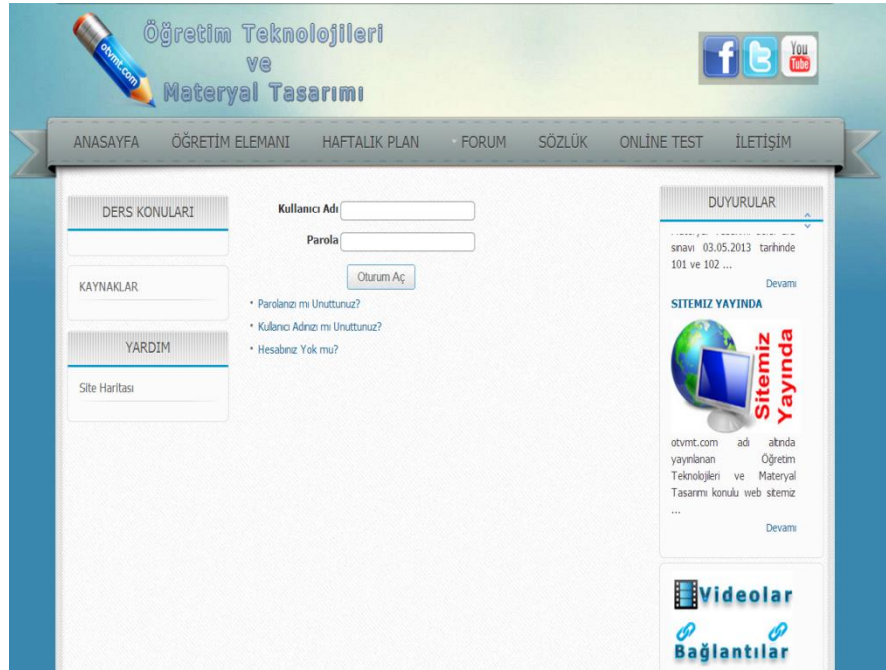 otvmt.com
Öğretim Teknolojileri
ve
Materyal Tasarımı
You
Tube
ANASAYFA ÖĞRETİM ELEMANI HAFTALIK PLAN FORUM SÖZLÜK ONLİNE TEST İLETİŞİM
DERS KONULARI
KAYNAKLAR
YARDIM
Site Haritası
Kullanıcı Adı
Parola
Oturum Aç
Parolanızı mı Unuttunuz?
Kullanıcı Adınızı mı Unuttunuz?
Hesabınız Yok mu?
DUYURULAR
sınavı 03.05.2013 tarihinde
101 ve 102 ...
Devamı
SITEMIZ YAYINDA
Sitemiz
Yayında
otvmt.com adı altında
yayınlanan Öğretim
Teknolojileri ve Materyal
Tasarımı konulu web sitemiz
...
Devamı
Videolar
Bağlantılar